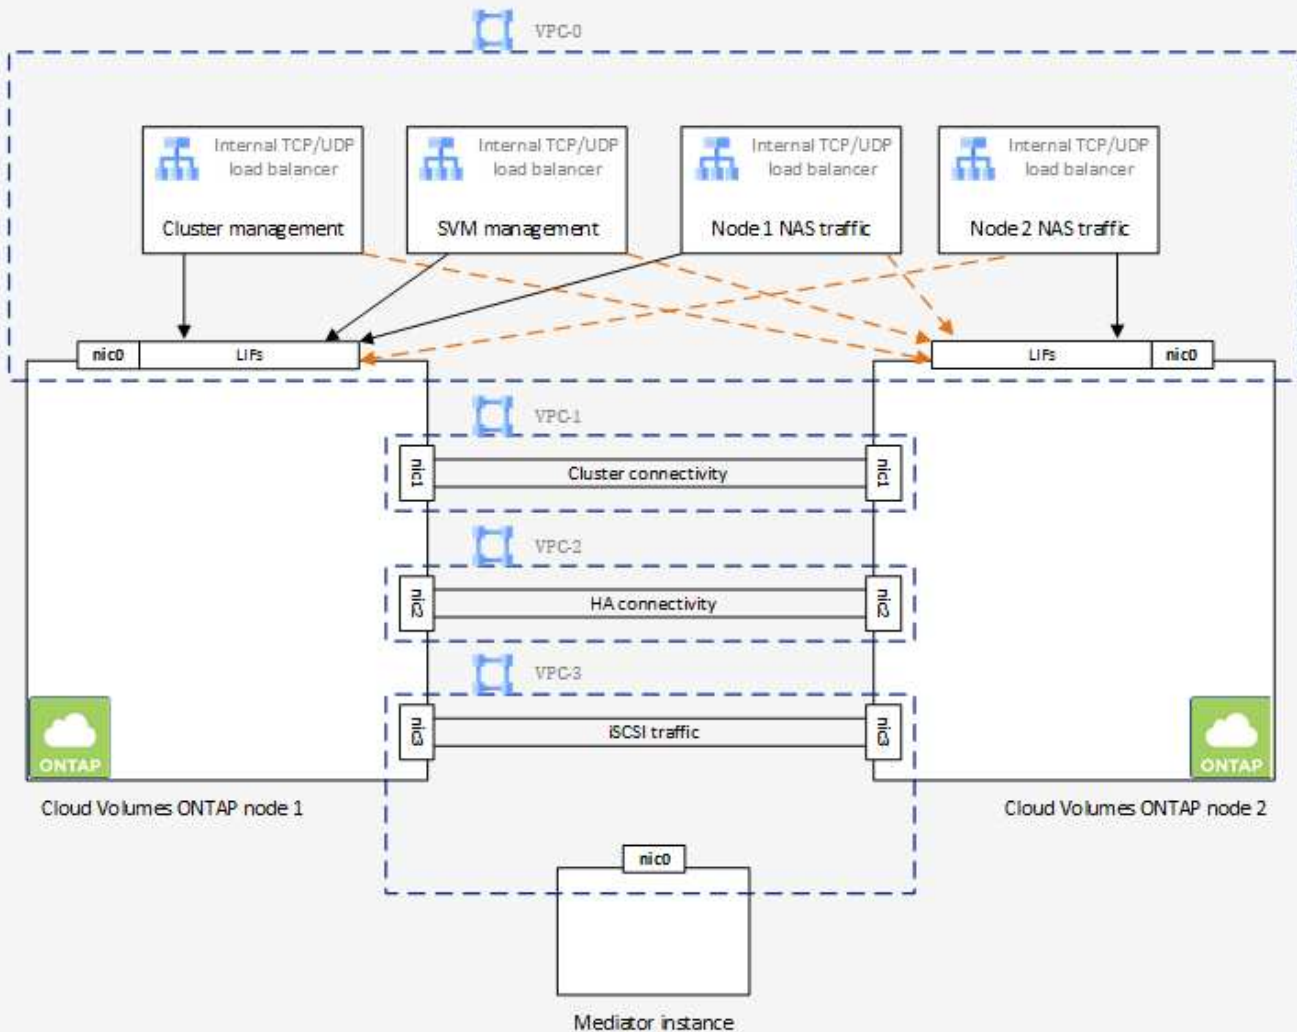 VPC-0
Internal TCP/UDP
load balancer
Cluster management
Internal TCP/UDP
load balancer
SVM management
Internal TCP/UDP
load balancer
Node 1 NAS traffic
Internal TCP/UDP
load balancer
Node 2 NAS traffic
nic0
LIFs
LIFs
nic0
VPC-1
nic1
Cluster connectivity
nic1
VPC-2
nic2
HA connectivity
nic2
VPC-3
nic3
iSCSI traffic
nic3
ONTAP
ONTAP
Cloud Volumes ONTAP node 1
Cloud Volumes ONTAP node 2
nic0
Mediator instance